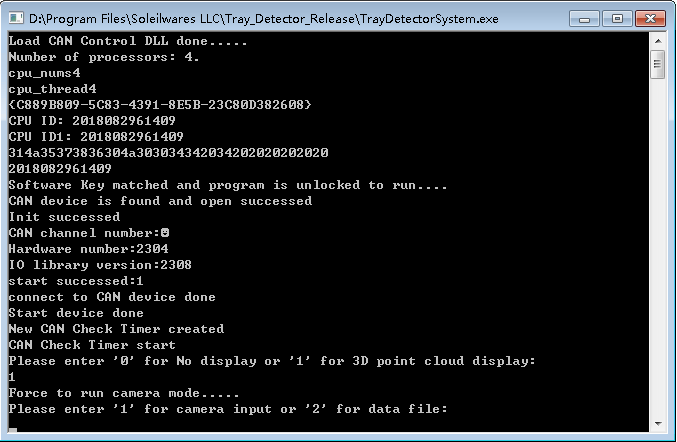 D:\Program Files\Soleilwares LLC\Tray_Detector_Release\TrayDetectorSystem.exe
Load CAN Control DLL done.....
Number of processors: 4.
cpu_nums4
cpu_thread4
{C889B809-5C83-4391-8E5B-23C80D382608}
CPU ID: 2018082961409
CPU ID1: 2018082961409
314a35373836304a303034342034202020202020
2018082961409
Software Key matched and program is unlocked to run....
CAN device is found and open successed
Init successed
CAN channel number:0
Hardware number:2304
IO library version:2308
start successed:1
connect to CAN device done
Start device done
New CAN Check Timer created
CAN Check Timer start
Please enter '0' for No display or '1' for 3D point cloud display:
1
Force to run camera mode.....
Please enter '1' for camera input or '2' for data file: